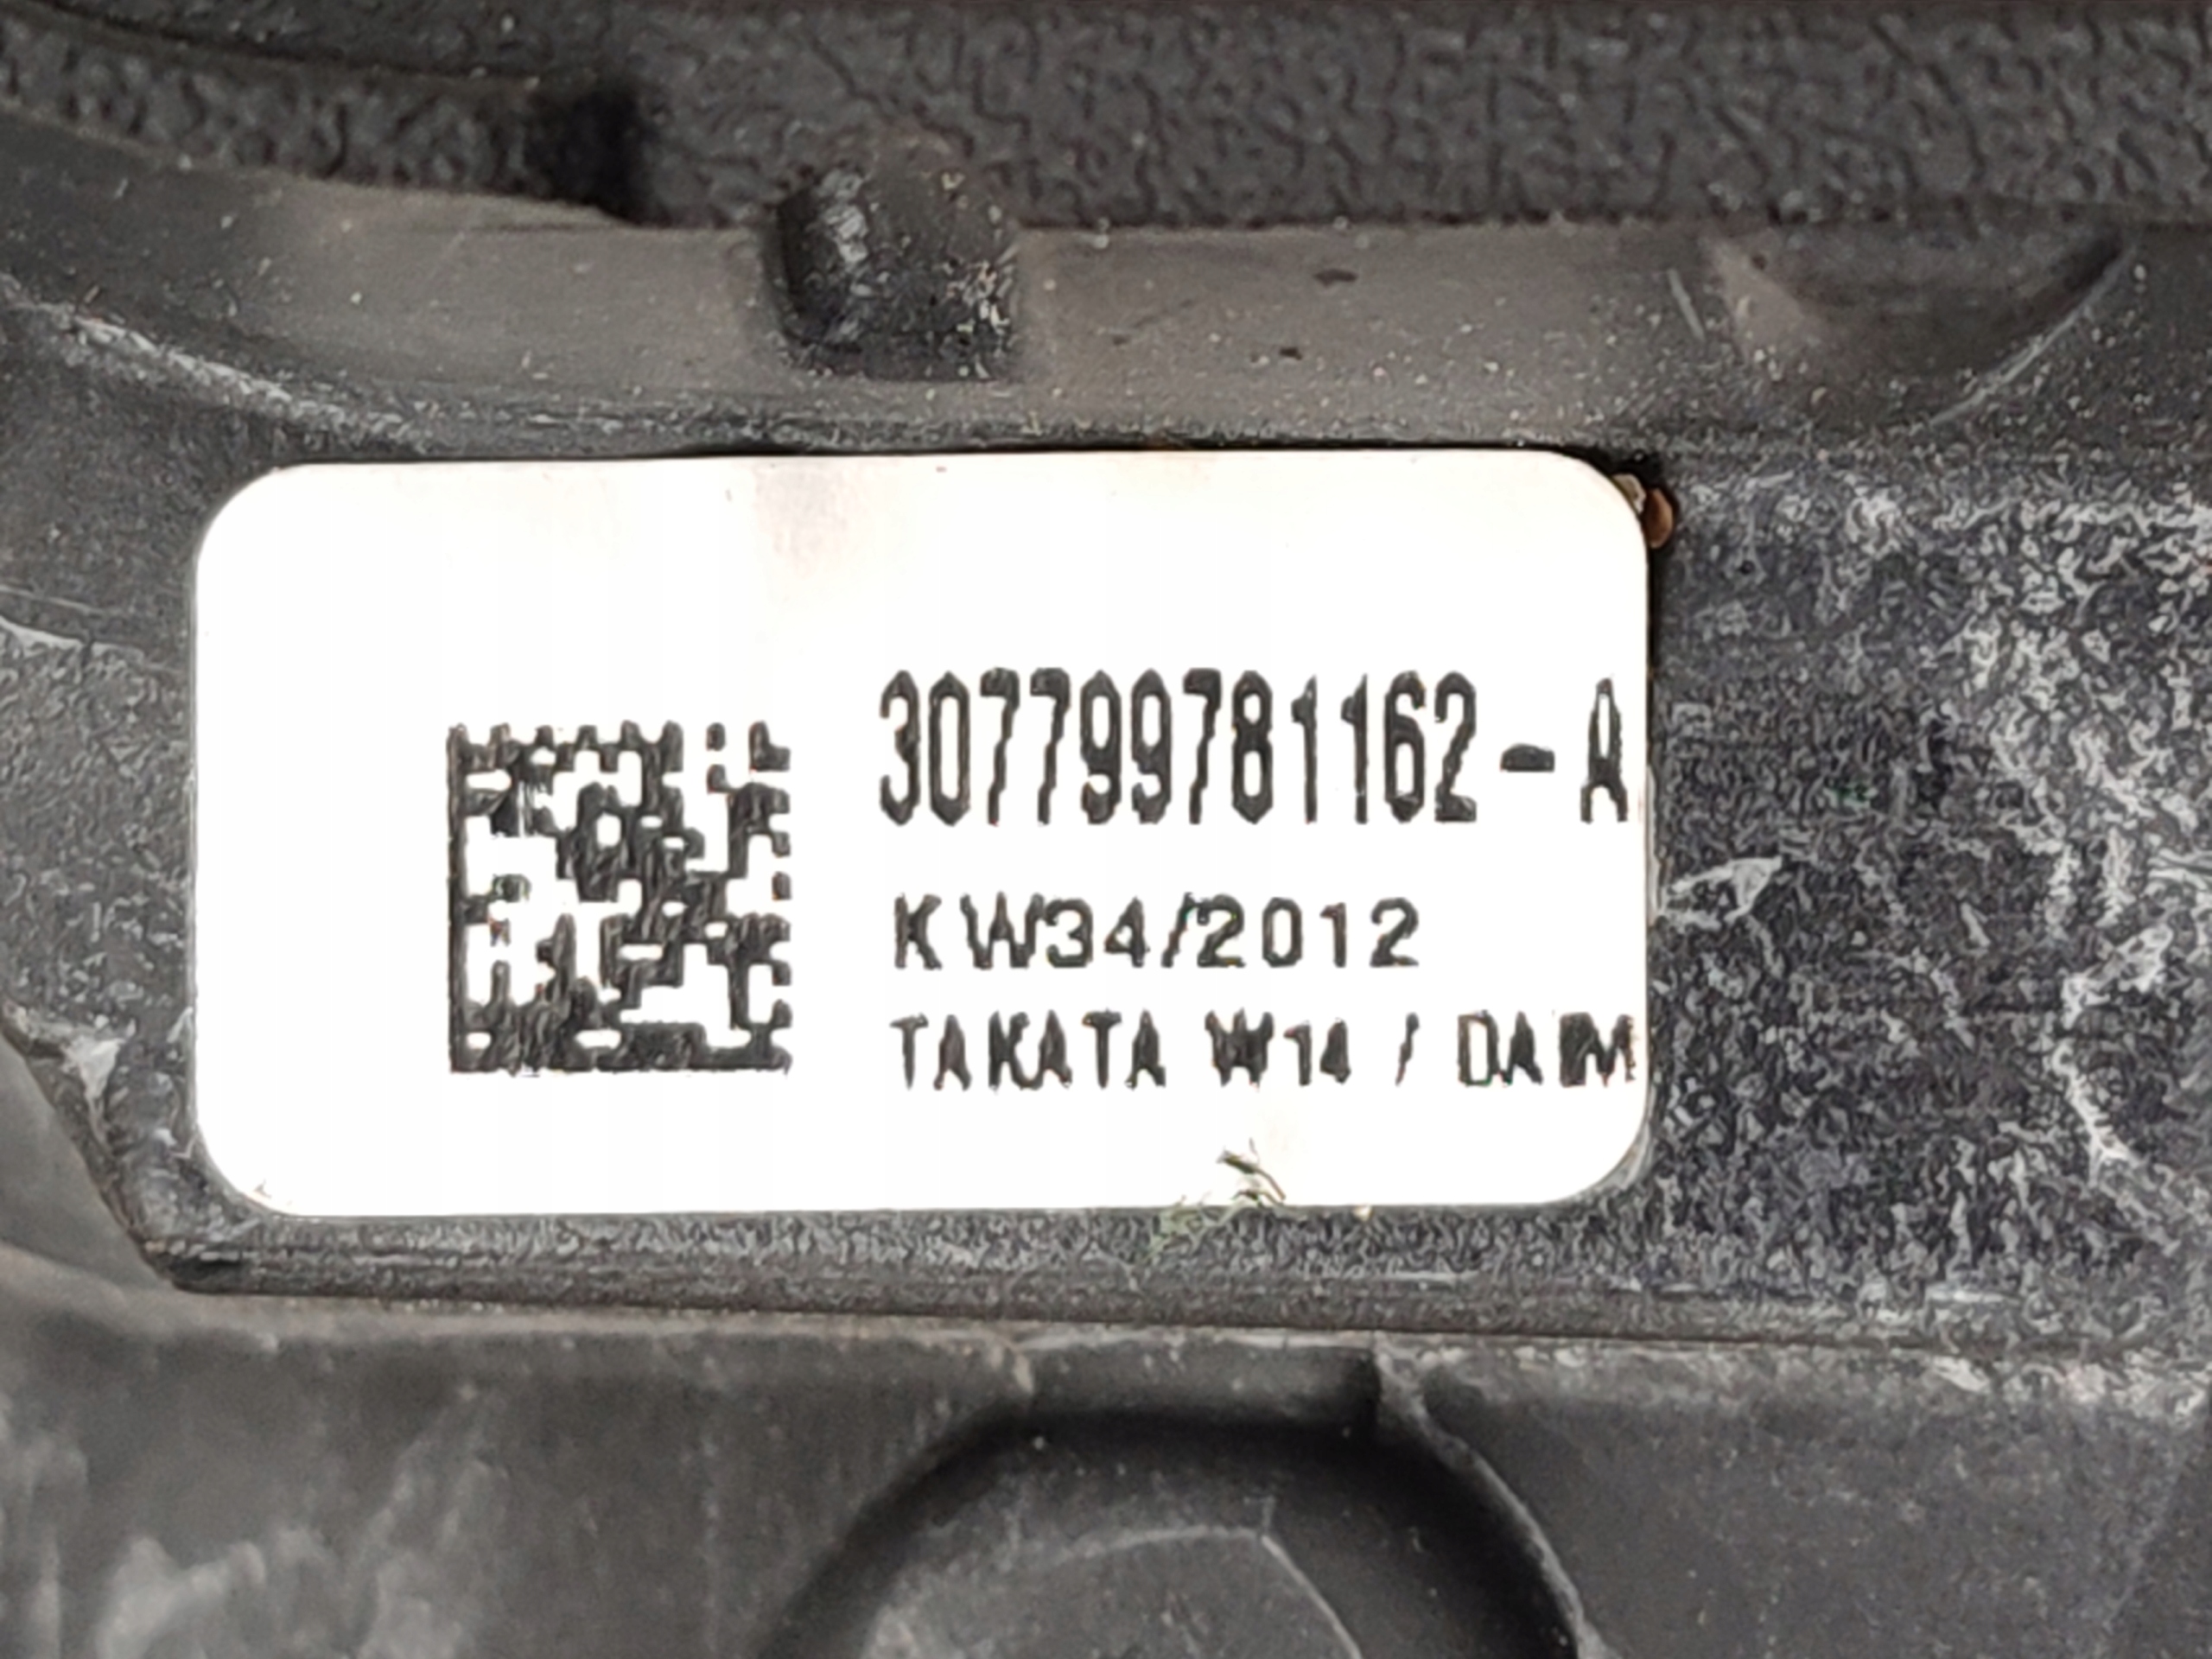 307799781162-A
KW34/2012
TAKATA W14 / DAIM